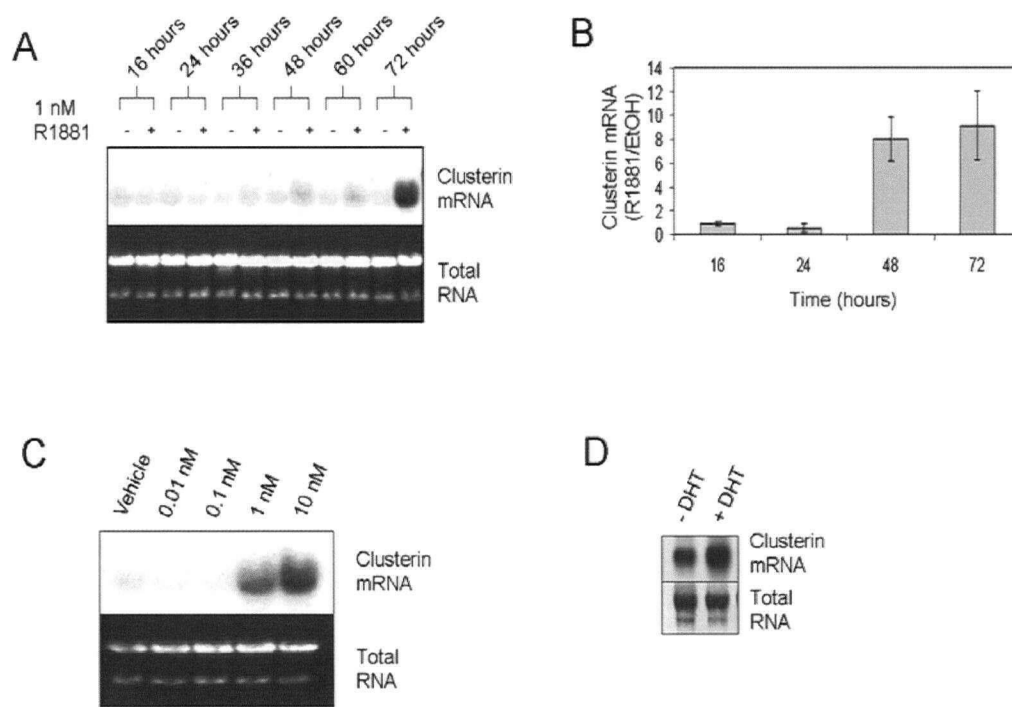 A
16 hours
24 hours
36 hours
48 hours
60 hours
72 hours
1 nM
R1881
- + - + - + - + - + - +
Clusterin
mRNA
Total
RNA
B
Clusterin mRNA
(R1881/EtOH)
14
12
10
8
6
4
2
0
16 24 48 72
Time (hours)
C
Vehicle
0.01 nM
0.1 nM
1 nM
10 nM
Clusterin
mRNA
Total
RNA
D
- DHT
+ DHT
Clusterin
mRNA
Total
RNA